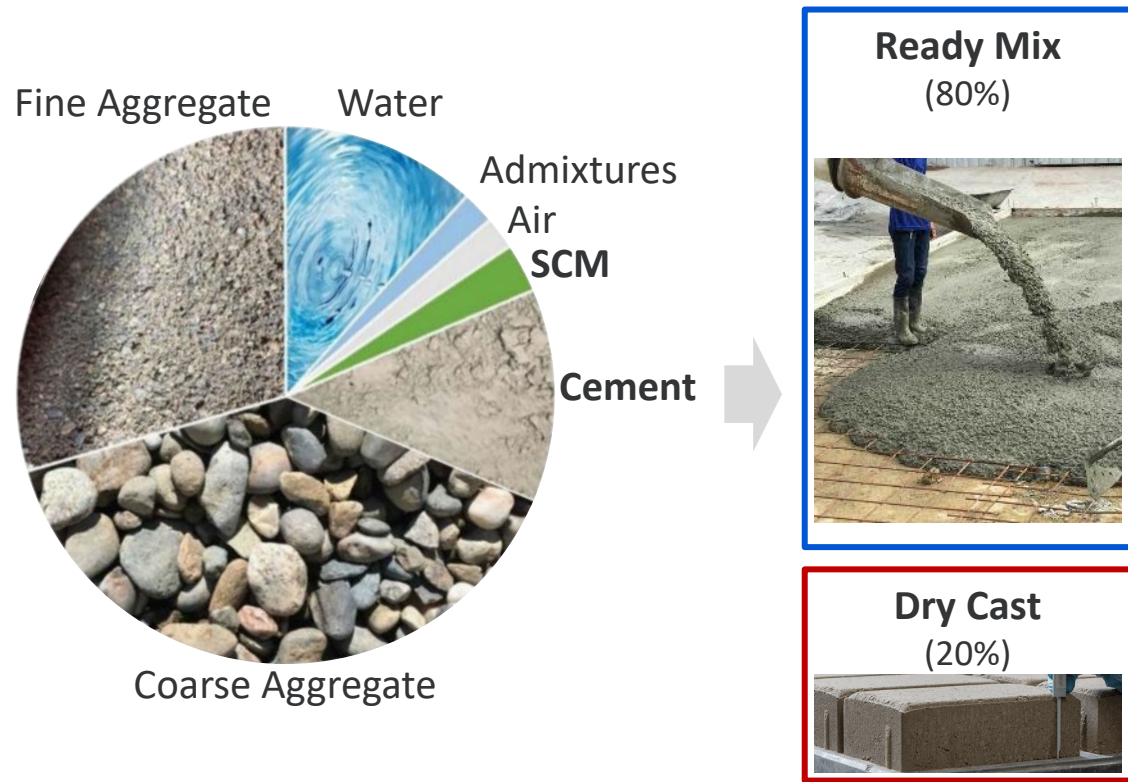 Fine Aggregate
Water
Admixtures
Air
SCM
Cement
Coarse Aggregate
Ready Mix
(80%)
Dry Cast
(20%)